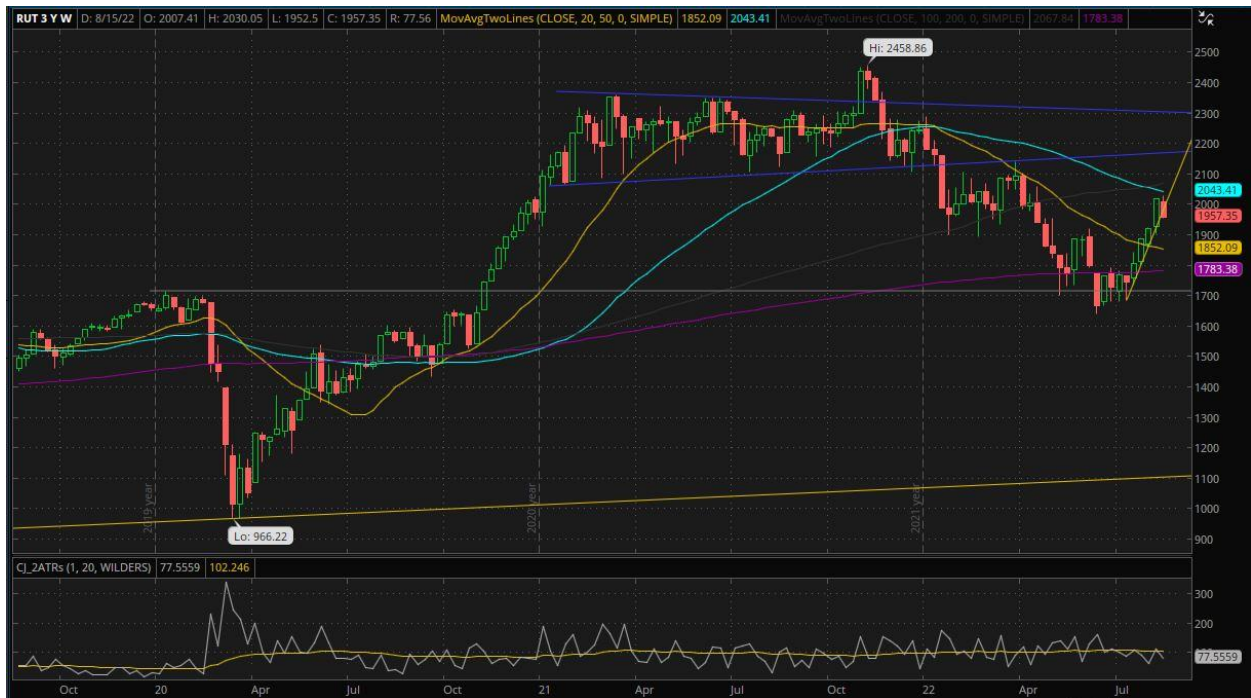 RUT 3 Y W D: 8/15/22 O: 2007.41 H: 2030.05 L: 1952.5 C: 1957.35 R: 77.56 MovAvgTwoLines (CLOSE, 20, 50, 0, SIMPLE) 1852.09 2043.41 MovAvgTwoLines (CLOSE, 100, 200, 0, SIMPLE) 2067.84 1783.38
Hi: 2458.86
2500
2400
2300
2200
2100
2043.41
2000
1957.35
1900
1852.09
1783.38
1700
1600
1500
1400
1300
1200
1100
1000
900
2019 year
2020 year
2021 year
Lo: 966.22
CJ_2ATRs (1, 20, WILDERS) 77.5559 102.246
300
200
77.5559
Oct 20 Apr Jul Oct 21 Apr Jul Oct 22 Apr Jul